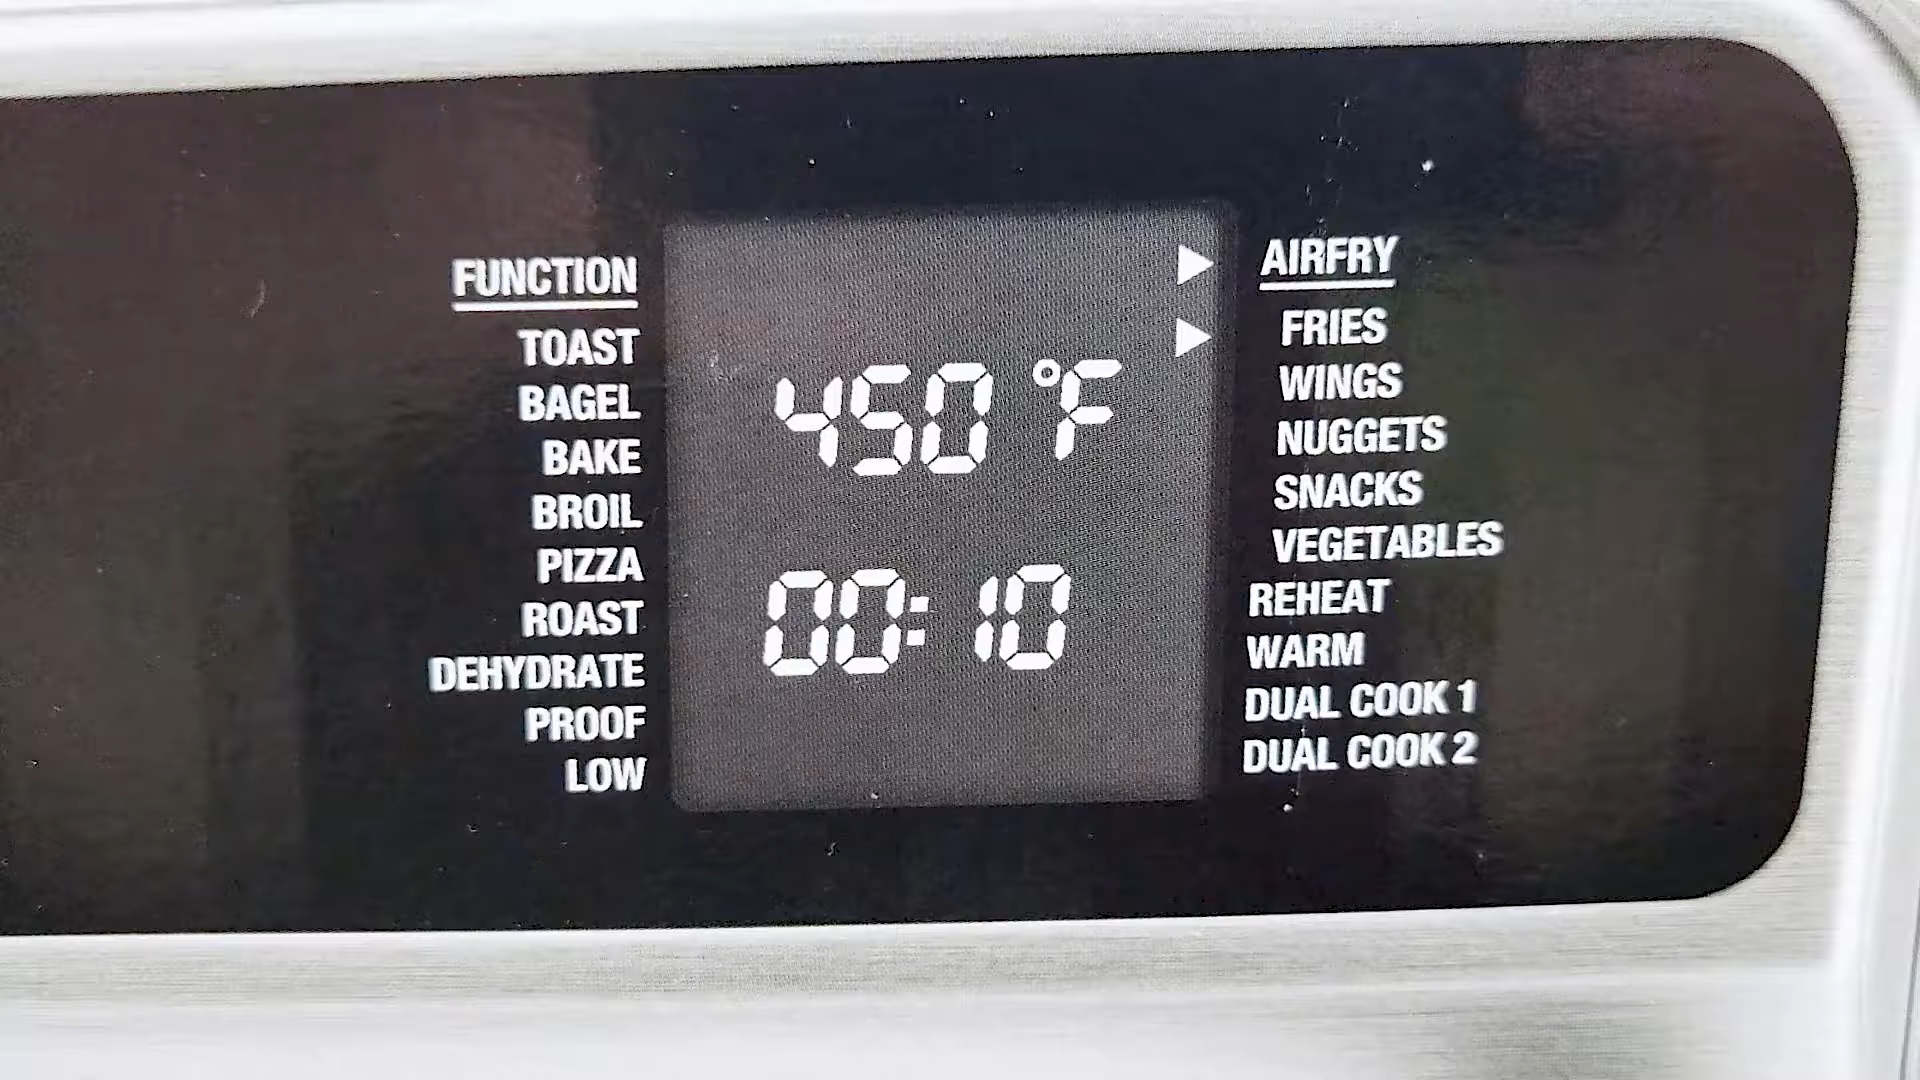 FUNCTION
TOAST
BAGEL
BAKE
BROIL
PIZZA
ROAST
DEHYDRATE
PROOF
LOW
450 °F
00:10
AIRFRY
FRIES
WINGS
NUGGETS
SNACKS
VEGETABLES
REHEAT
WARM
DUAL COOK 1
DUAL COOK 2